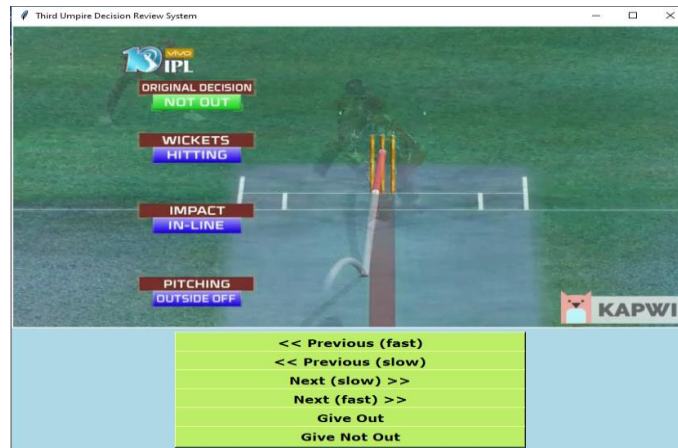 Third Umpire Decision Review System
VIVO
IPL
ORIGINAL DECISION
NOT OUT
WICKETS
HITTING
IMPACT
IN-LINE
PITCHING
OUTSIDE OFF
KAPWI
<< Previous (fast)
<< Previous (slow)
Next (slow) >>
Next (fast) >>
Give Out
Give Not Out